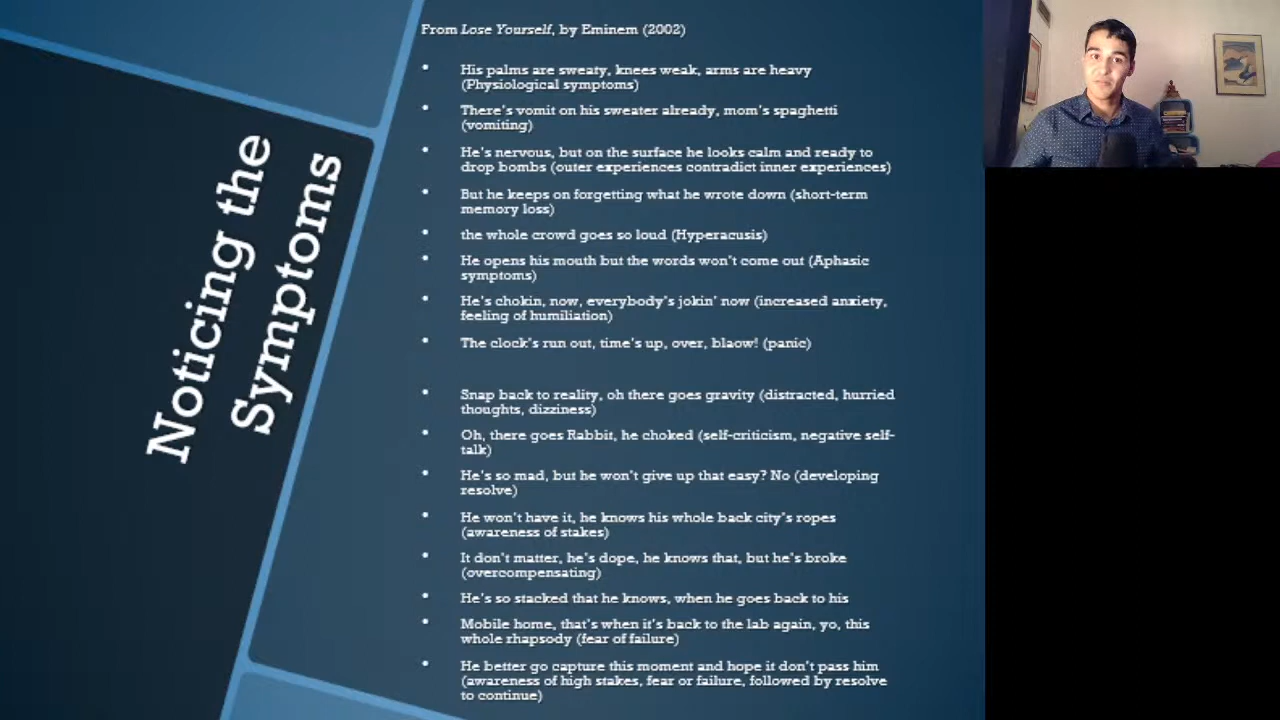 Noticing the
Symptoms
From Lose Yourself, by Eminem (2002)
• His palms are sweaty, knees weak, arms are heavy
(Physiological symptoms)
• There's vomit on his sweater already, mom's spaghetti
(vomiting)
• He's nervous, but on the surface he looks calm and ready to
drop bombs (outer experiences contradict inner experiences)
• But he keeps on forgetting what he wrote down (short-term
memory loss)
• the whole crowd goes so loud (Hyperacusis)
• He opens his mouth but the words won't come out (Aphasic
symptoms)
• He's chokin, now, everybody's jokin' now (increased anxiety,
feeling of humiliation)
• The clock's run out, time's up, over, blaow! (panic)
• Snap back to reality, oh there goes gravity (distracted, hurried
thoughts, dizziness)
• Oh, there goes Rabbit, he choked (self-criticism, negative self-
talk)
• He's so mad, but he won't give up that easy? No (developing
resolve)
• He won't have it, he knows his whole back city's ropes
(awareness of stakes)
• It don't matter, he's dope, he knows that, but he's broke
(overcompensating)
• He's so stacked that he knows, when he goes back to his
• Mobile home, that's when it's back to the lab again, yo, this
whole rhapsody (fear of failure)
• He better go capture this moment and hope it don't pass him
(awareness of high stakes, fear or failure, followed by resolve
to continue)